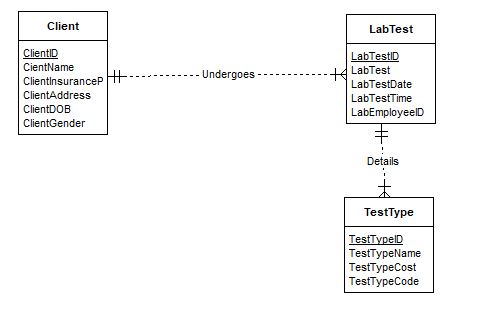 Client
ClientID
CientName
ClientInsuranceP
ClientAddress
ClientDOB
ClientGender
Undergoes
LabTest
LabTestID
LabTest
LabTestDate
LabTestTime
LabEmployeeID
Details
TestType
TestTypeID
TestTypeName
TestTypeCost
TestTypeCode